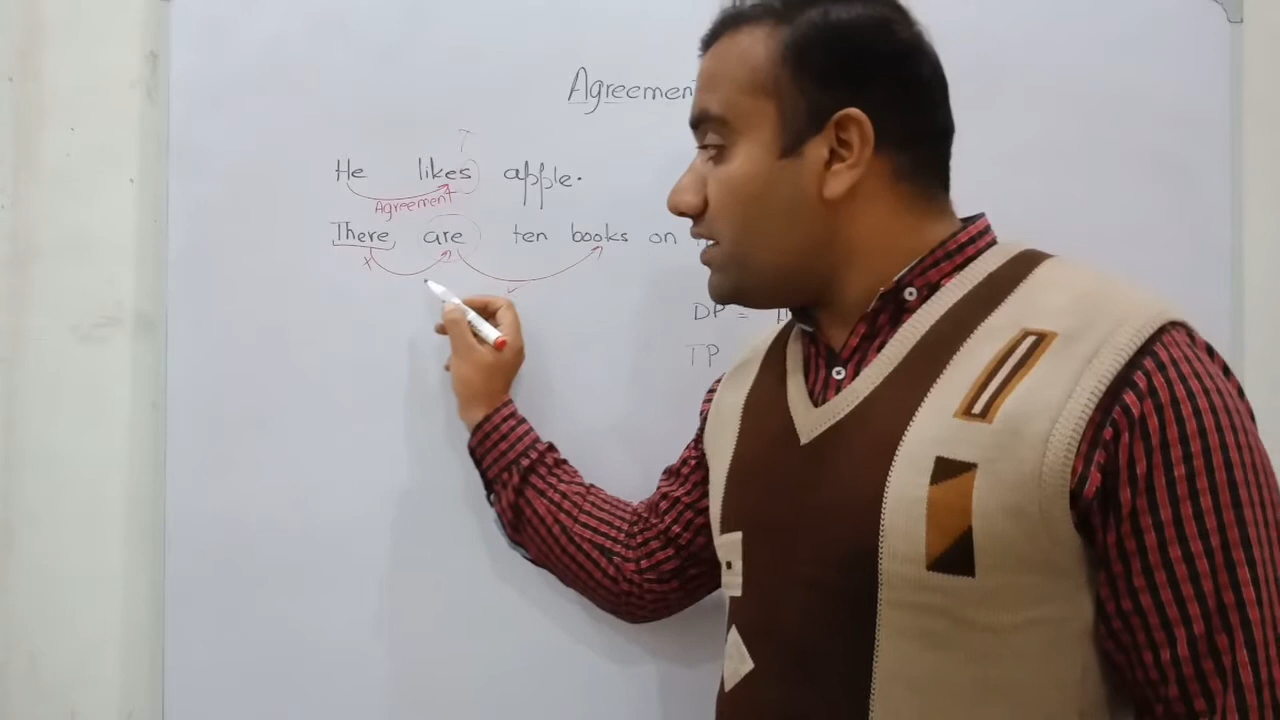 Agreement
T
He likes apple.
Agreement
There are ten books on
DP =
TP